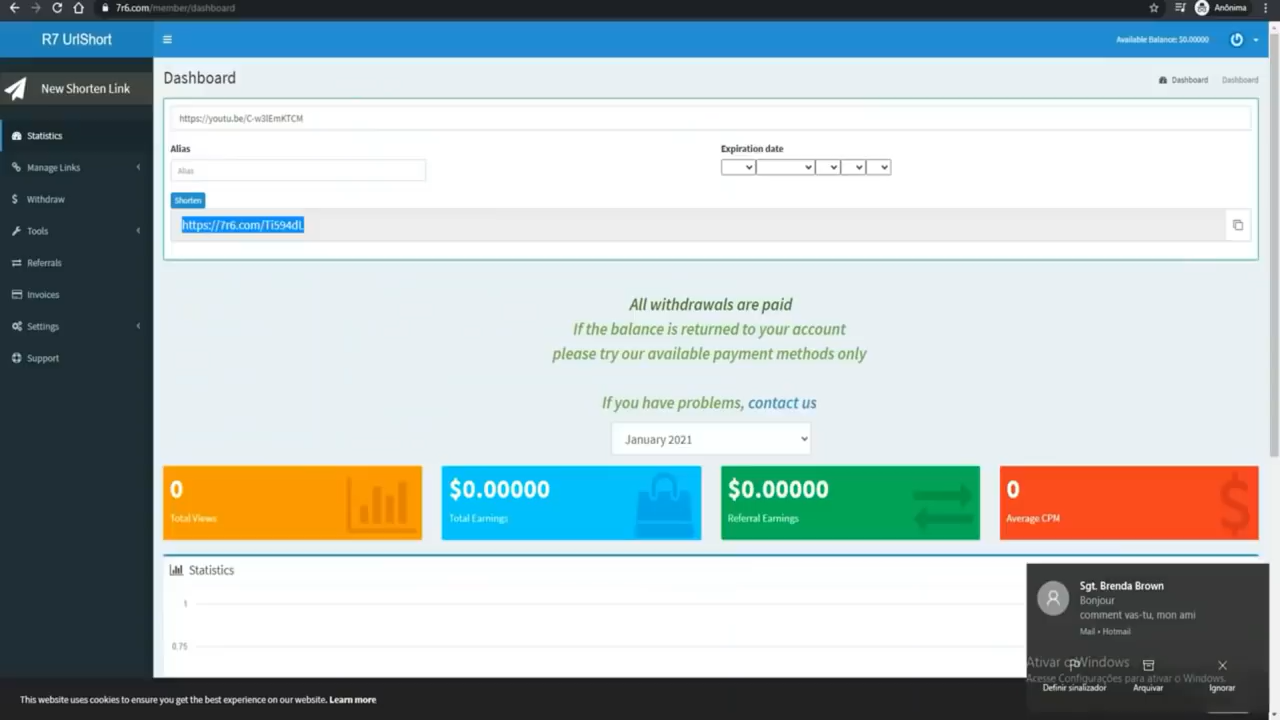 7r6.com/member/dashboard
Anônima
R7 UrlShort
Available Balance: $0.00000
New Shorten Link
Dashboard
Dashboard
Dashboard
https://youtu.be/C-w3lEmKTCM
Statistics
Alias
Expiration date
Manage Links
Alias
Withdraw
Shorten
https://7r6.com/Ti594dL
Tools
Referrals
Invoices
Settings
Support
All withdrawals are paid
If the balance is returned to your account
please try our available payment methods only
If you have problems, contact us
January 2021
0
Total Views
$0.00000
Total Earnings
$0.00000
Referral Earnings
0
Average CPM
Statistics
1
0.75
Sgt. Brenda Brown
Bonjour
comment vas-tu, mon ami
Mail • Hotmail
Ativar o Windows
Acesse Configurações para ativar o Windows.
Definir sinalizador
Arquivar
Ignorar
This website uses cookies to ensure you get the best experience on our website. Learn more